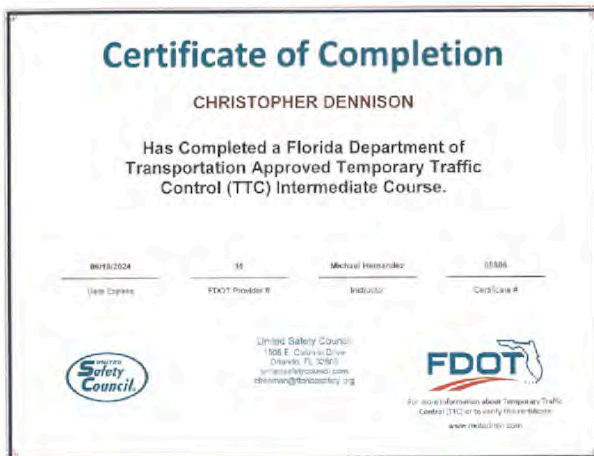 Certificate of Completion
CHRISTOPHER DENNISON
Has Completed a Florida Department of
Transportation Approved Temporary Traffic
Control (TTC) Intermediate Course.
Michael Hernandez
Date Expires
FDOT Provider #
Instructor
Certificate #
United Safety Council
Orlando, FL
UNITED
Safety
Council.
FDOT
For more information about Temporary Traffic
Control (TTC) or to verify this certificate